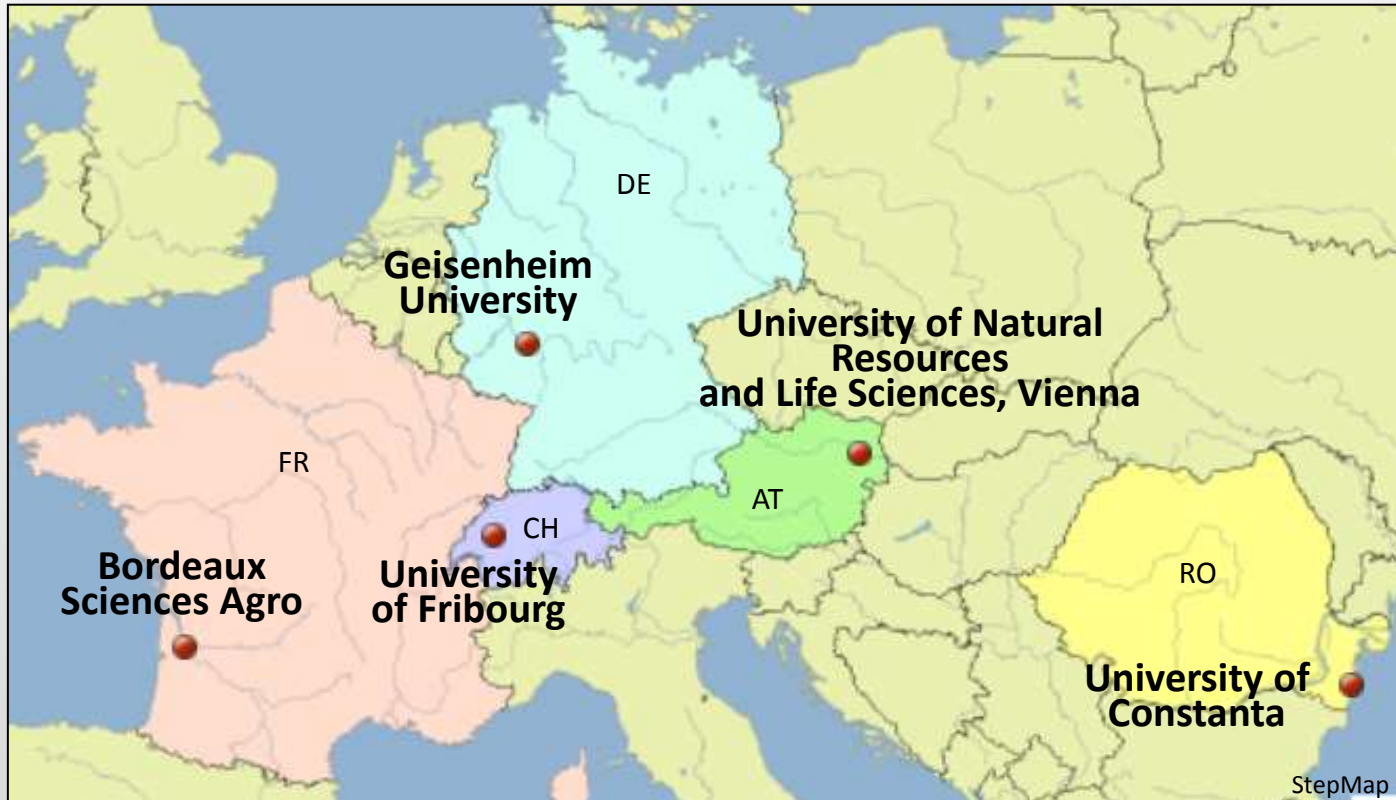 DE
Geisenheim
University
University of Natural
Resources
and Life Sciences, Vienna
FR
AT
CH
Bordeaux
Sciences Agro
University
of Fribourg
RO
University of
Constanta
StepMap